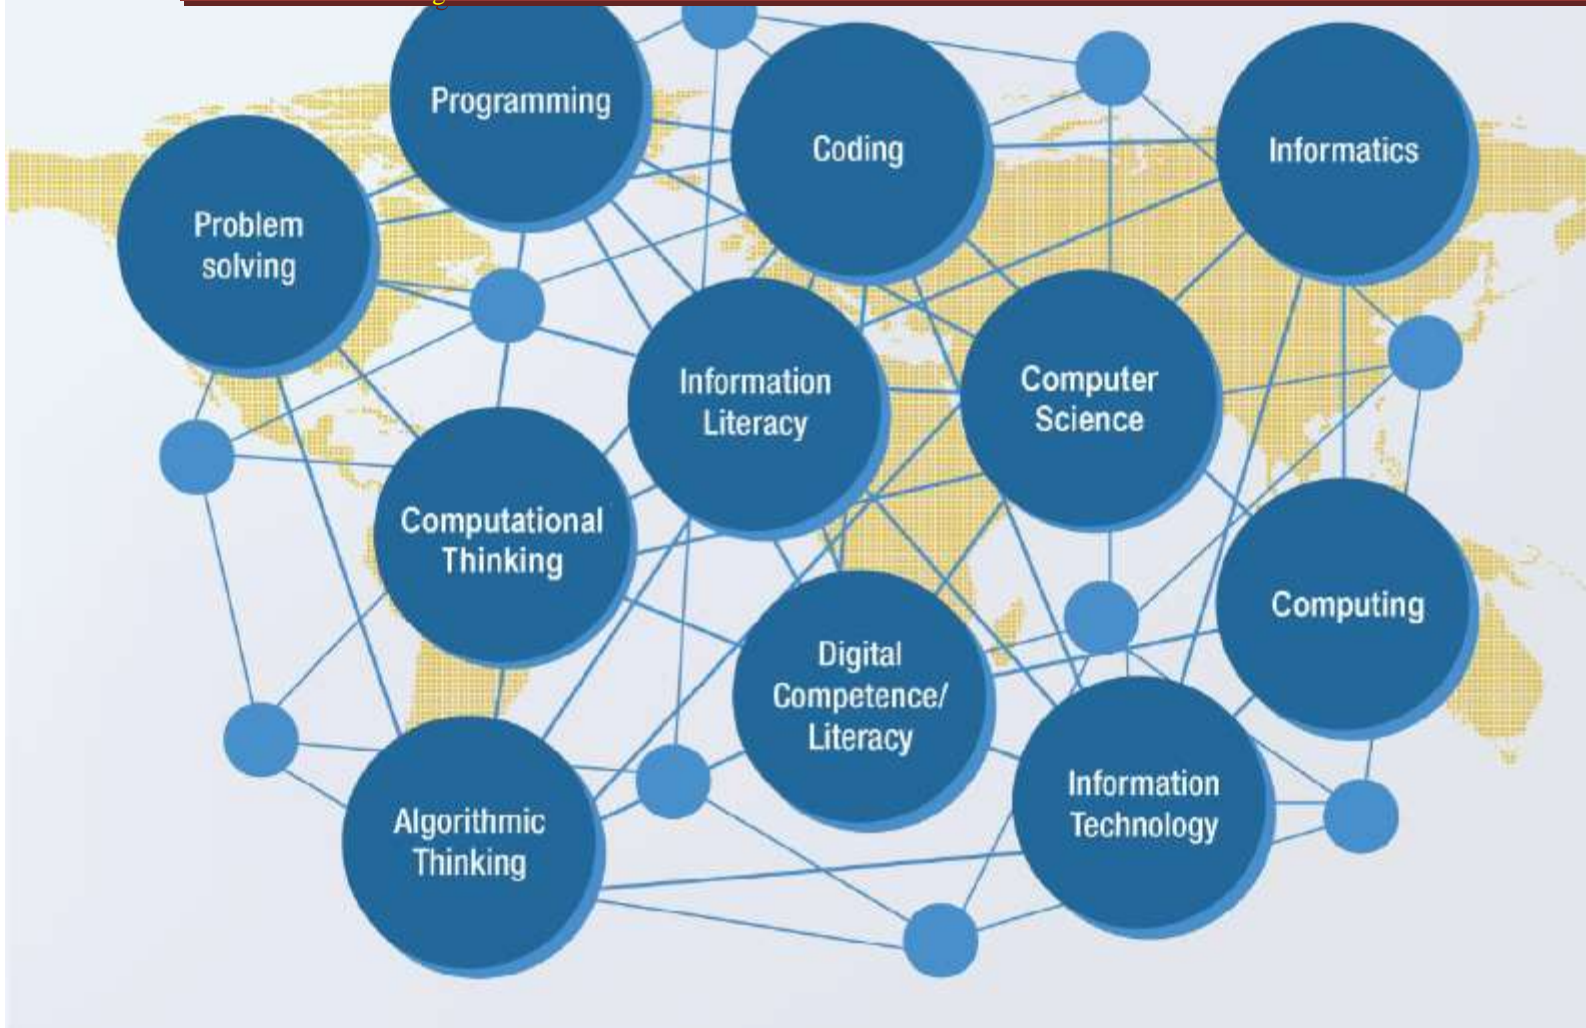 Programming
Coding
Informatics
Problem
solving
Information
Literacy
Computer
Science
Computational
Thinking
Computing
Digital
Competence/
Literacy
Information
Technology
Algorithmic
Thinking